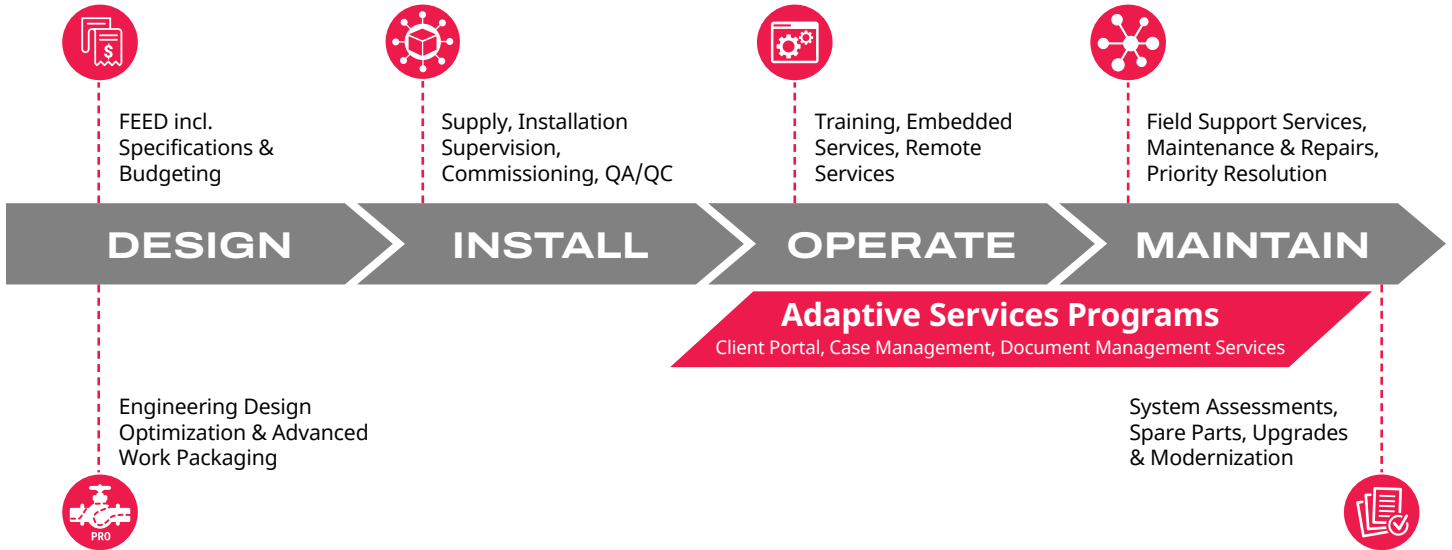 $
FEED incl.
Specifications &
Budgeting
Supply, Installation
Supervision,
Commissioning, QA/QC
Training, Embedded
Services, Remote
Services
Field Support Services,
Maintenance & Repairs,
Priority Resolution
DESIGN
INSTALL
OPERATE
MAINTAIN
Adaptive Services Programs
Client Portal, Case Management, Document Management Services
Engineering Design
Optimization & Advanced
Work Packaging
PRO
System Assessments,
Spare Parts, Upgrades
& Modernization